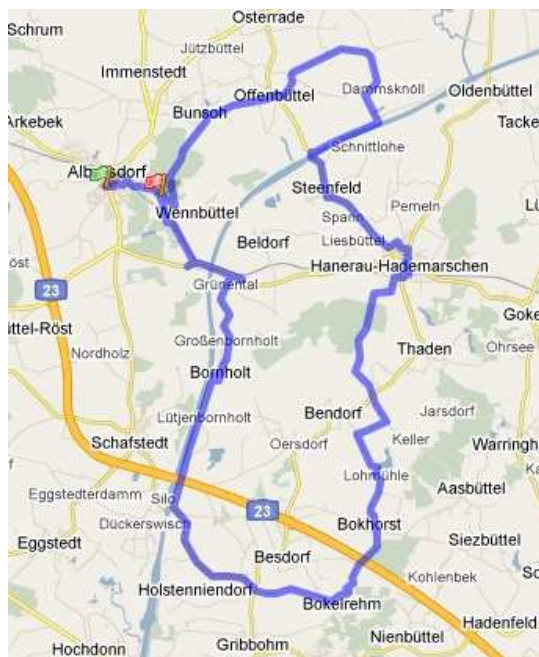 Osterrade
Schrum
Jützbüttel
Immenstedt
Dammsknöll
Oldenbüttel
Offenbüttel
Bunsoh
Arkebek
Tacke
Schnittlohe
Steenfeld
Wennbüttel
Pemeln
Spann
Beldorf
Liesbüttel
Hanerau-Hademarschen
Grünental
23
Goke
üttel-Röst
Großenbornholt
Ohrsee
Thaden
Nordholz
Bornholt
Bendorf
Jarsdorf
Lütjenbornholt
Schafstedt
Oersdorf
Keller
Warringh
Lohmühle
Aasbüttel
Eggstedterdamm
Silo
23
Dückerswisch
Bokhorst
Siezbüttel
Eggstedt
Besdorf
Kohlenbek
Holstenniendorf
Bokelrehm
Hadenfeld
Nienbüttel
Gribbohm
Hochdonn